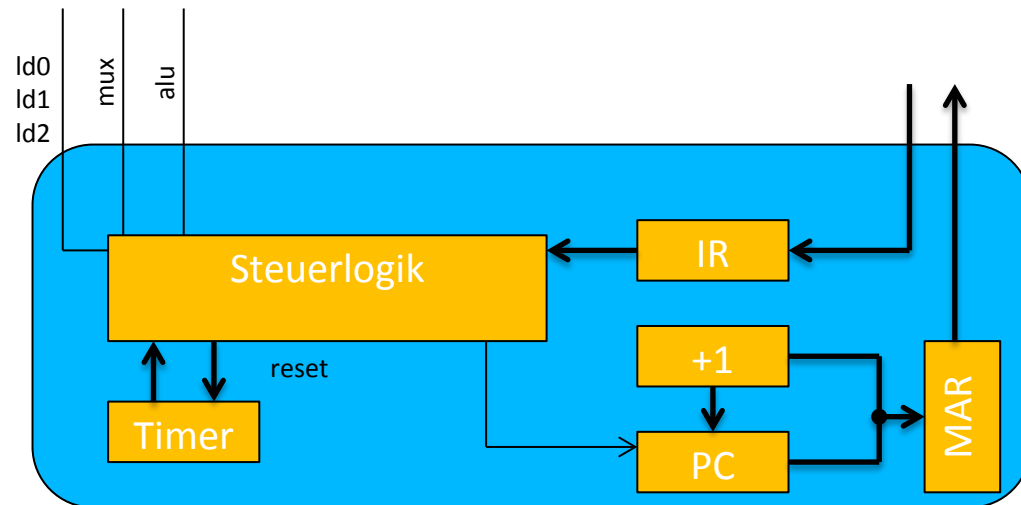 ld0
ld1
ld2
mux
alu
Steuerlogik
IR
reset
+1
Timer
PC
MAR